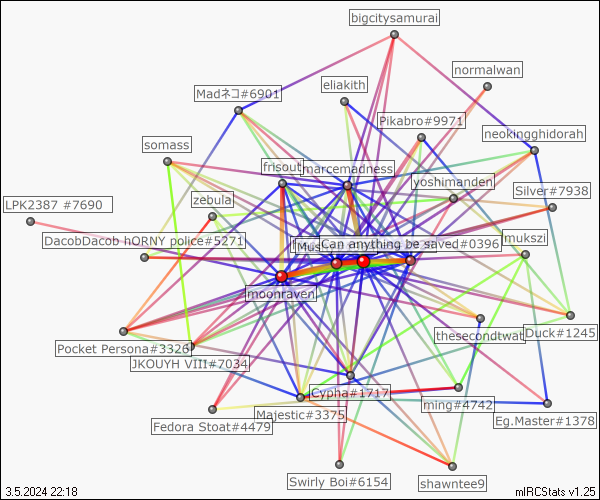 bigcitysamurai
normalwan
eliakith
Madネコ#6901
Pikabro#9971
neokingghidorah
somass
frisout
marcemadness
yoshimanden
Silver#7938
LPK2387 #7690
zebula
DacobDacob hORNY police#5271
Can anything be saved#0396
mukszi
moonraven
thesecondtwat
Duck#1245
Pocket Persona#3326
JKOUYH VIII#7034
Cypha#1717
ming#4742
Majestic#3375
Eg.Master#1378
Fedora Stoat#4479
Swirly Boi#6154
shawntee9
3.5.2024 22:18
mIRCStats v1.25